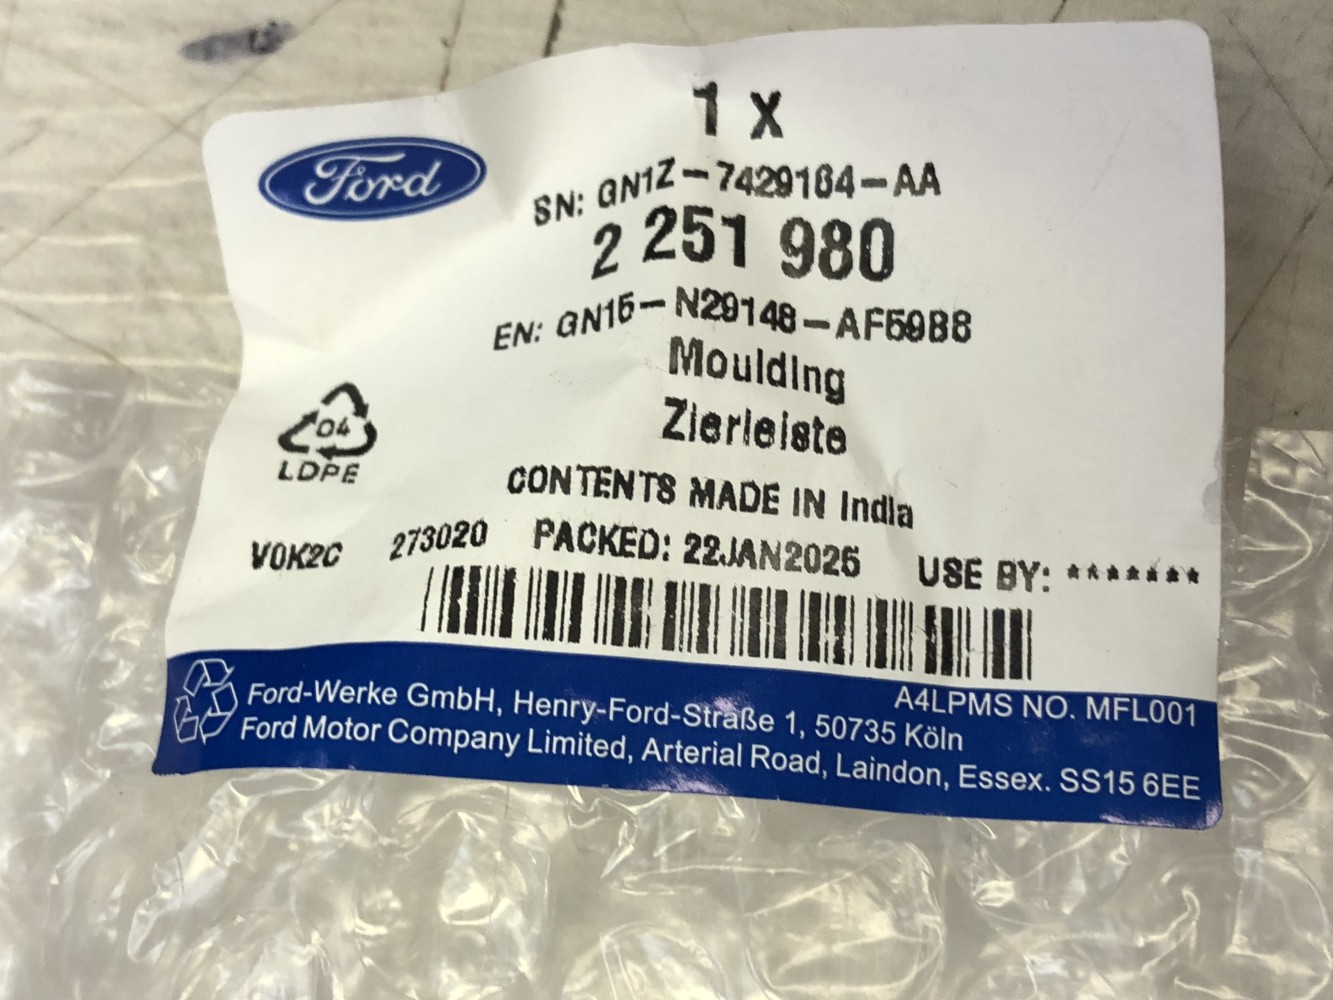 1 X
Ford
SN: GN1Z-7429164-AA
2 251 980
EN: GN15-N29148-AF59B8
Moulding
Zierleiste
04
LDPE
CONTENTS MADE IN India
V0K2C 273020 PACKED: 22JAN2025 USE BY: *******
A4LPMS NO. MFL001
Ford-Werke GmbH, Henry-Ford-Straße 1, 50735 Köln
Ford Motor Company Limited, Arterial Road, Laindon, Essex. SS15 6EE